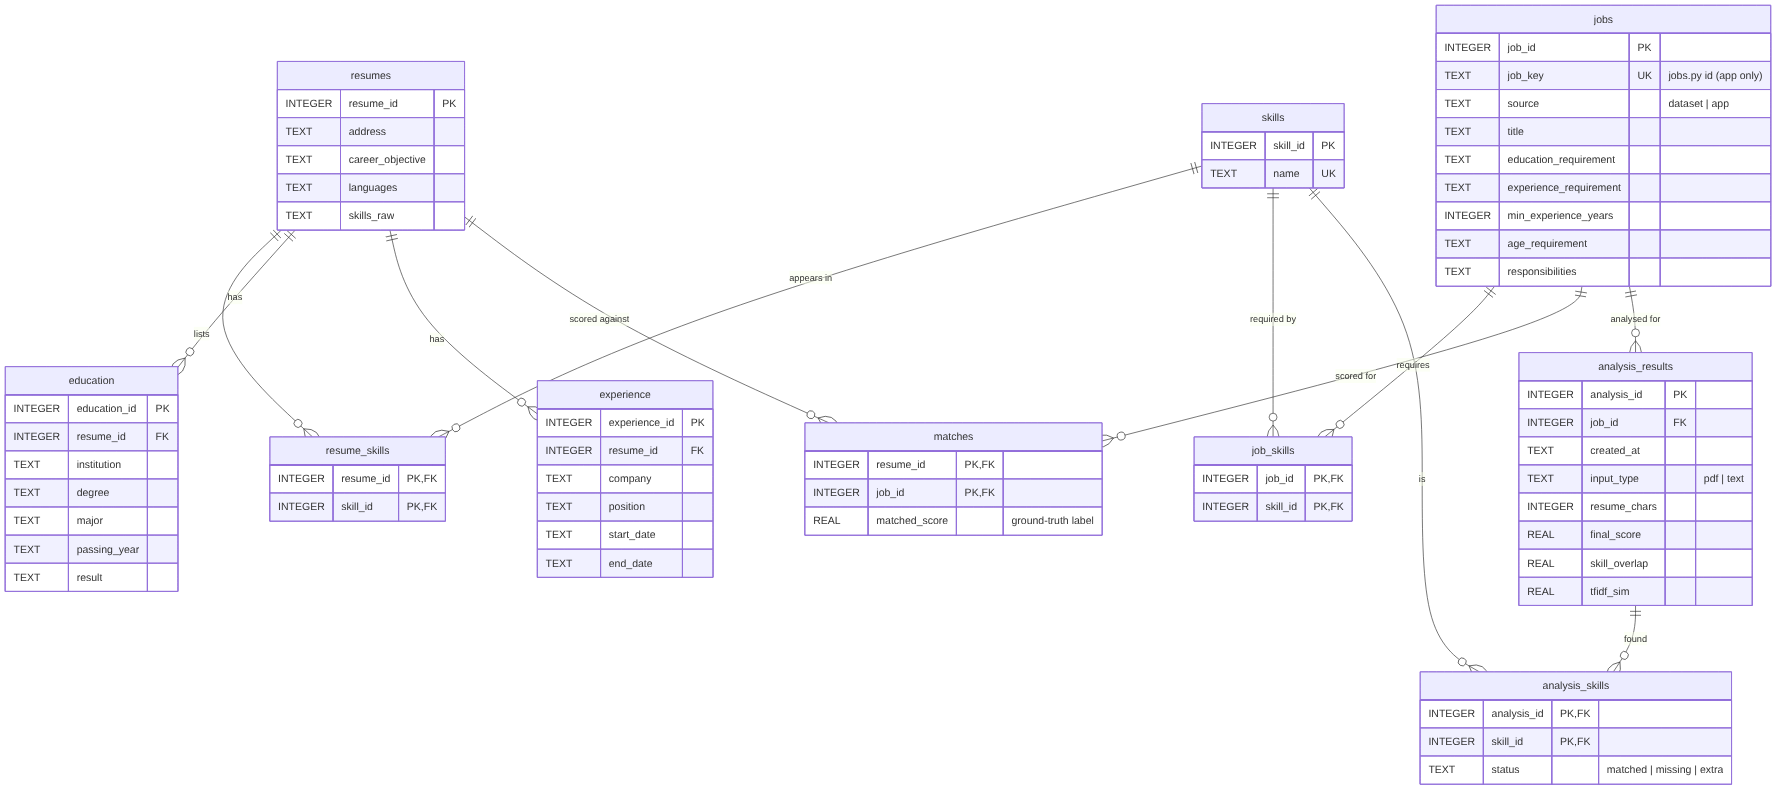 jobs
INTEGER job_id PK
TEXT job_key UK jobs.py id (app only)
TEXT source dataset | app
TEXT title
TEXT education_requirement
TEXT experience_requirement
INTEGER min_experience_years
TEXT age_requirement
TEXT responsibilities
resumes
INTEGER resume_id PK
TEXT address
TEXT career_objective
TEXT languages
TEXT skills_raw
skills
INTEGER skill_id PK
TEXT name UK
appears in
has
lists
has
scored against
required by
analysed for
scored for
requires
is
education
INTEGER education_id PK
INTEGER resume_id FK
TEXT institution
TEXT degree
TEXT major
TEXT passing_year
TEXT result
resume_skills
INTEGER resume_id PK,FK
INTEGER skill_id PK,FK
experience
INTEGER experience_id PK
INTEGER resume_id FK
TEXT company
TEXT position
TEXT start_date
TEXT end_date
matches
INTEGER resume_id PK,FK
INTEGER job_id PK,FK
REAL matched_score ground-truth label
job_skills
INTEGER job_id PK,FK
INTEGER skill_id PK,FK
analysis_results
INTEGER analysis_id PK
INTEGER job_id FK
TEXT created_at
TEXT input_type pdf | text
INTEGER resume_chars
REAL final_score
REAL skill_overlap
REAL tfidf_sim
found
analysis_skills
INTEGER analysis_id PK,FK
INTEGER skill_id PK,FK
TEXT status matched | missing | extra